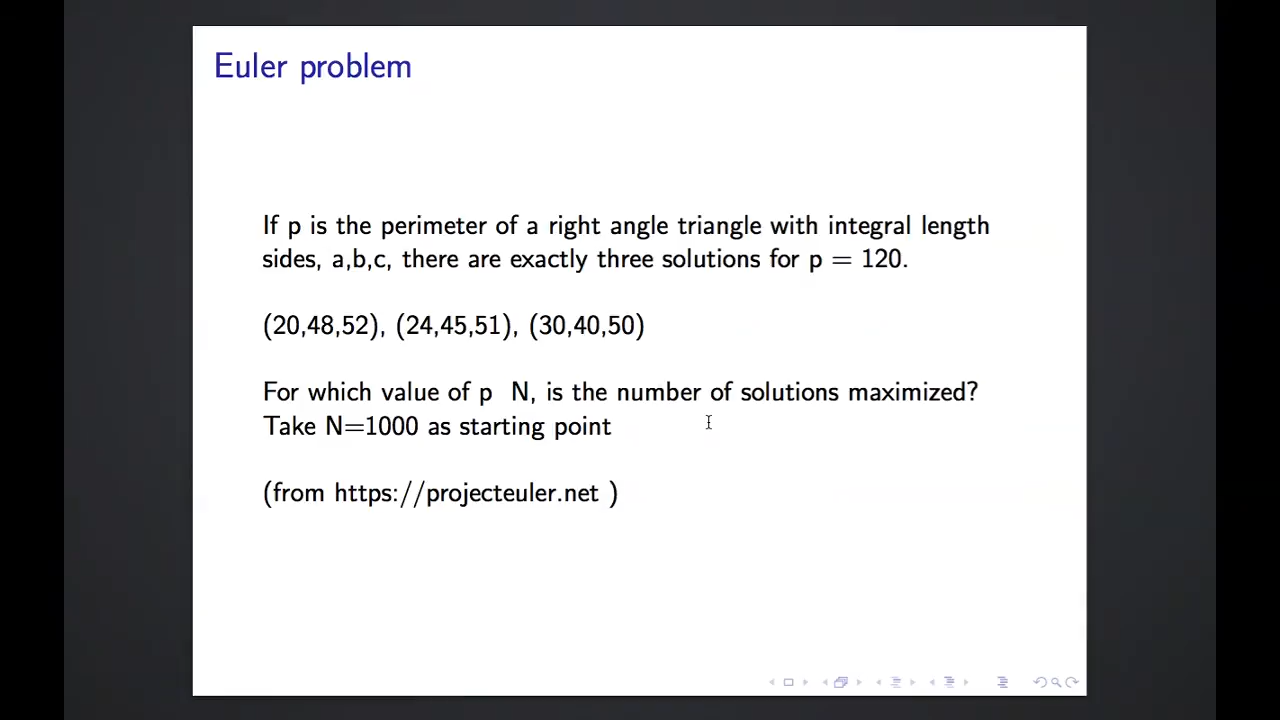 Euler problem
If p is the perimeter of a right angle triangle with integral length
sides, a,b,c, there are exactly three solutions for p = 120.
(20,48,52), (24,45,51), (30,40,50)
For which value of p  N, is the number of solutions maximized?
Take N=1000 as starting point
(from https://projecteuler.net )